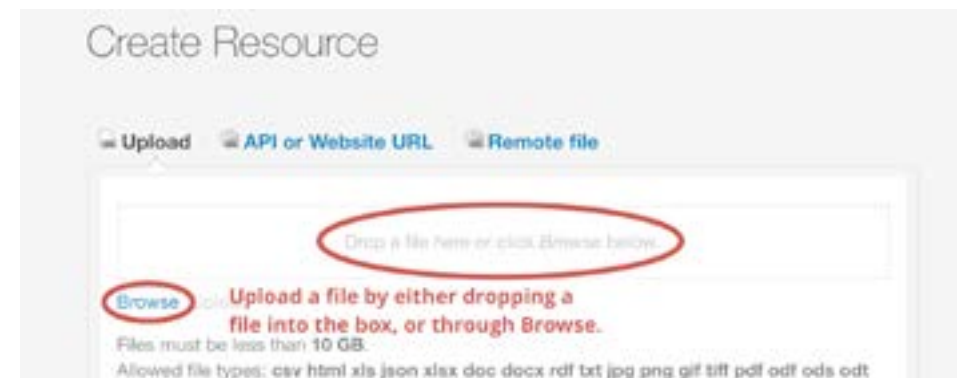 Create Resource
Upload API or Website URL Remote file
Drop a file here or click Browse below.
Browse
Upload a file by either dropping a
file into the box, or through Browse.
Files must be less than 10 GB.
Allowed file types: csv html xls json xlsx doc docx rdf txt jpg png gif tiff pdf odf ods odt